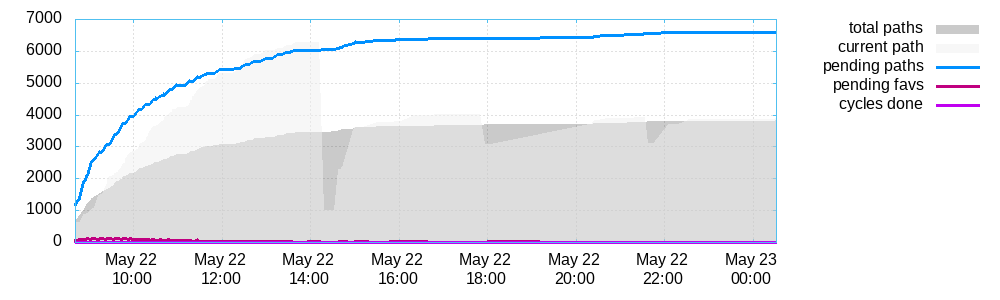 7000
6000
5000
4000
3000
2000
1000
0
May 22 May 22 May 22 May 22 May 22 May 22 May 22 May 23
10:00 12:00 14:00 16:00 18:00 20:00 22:00 00:00
total paths
current path
pending paths
pending favs
cycles done